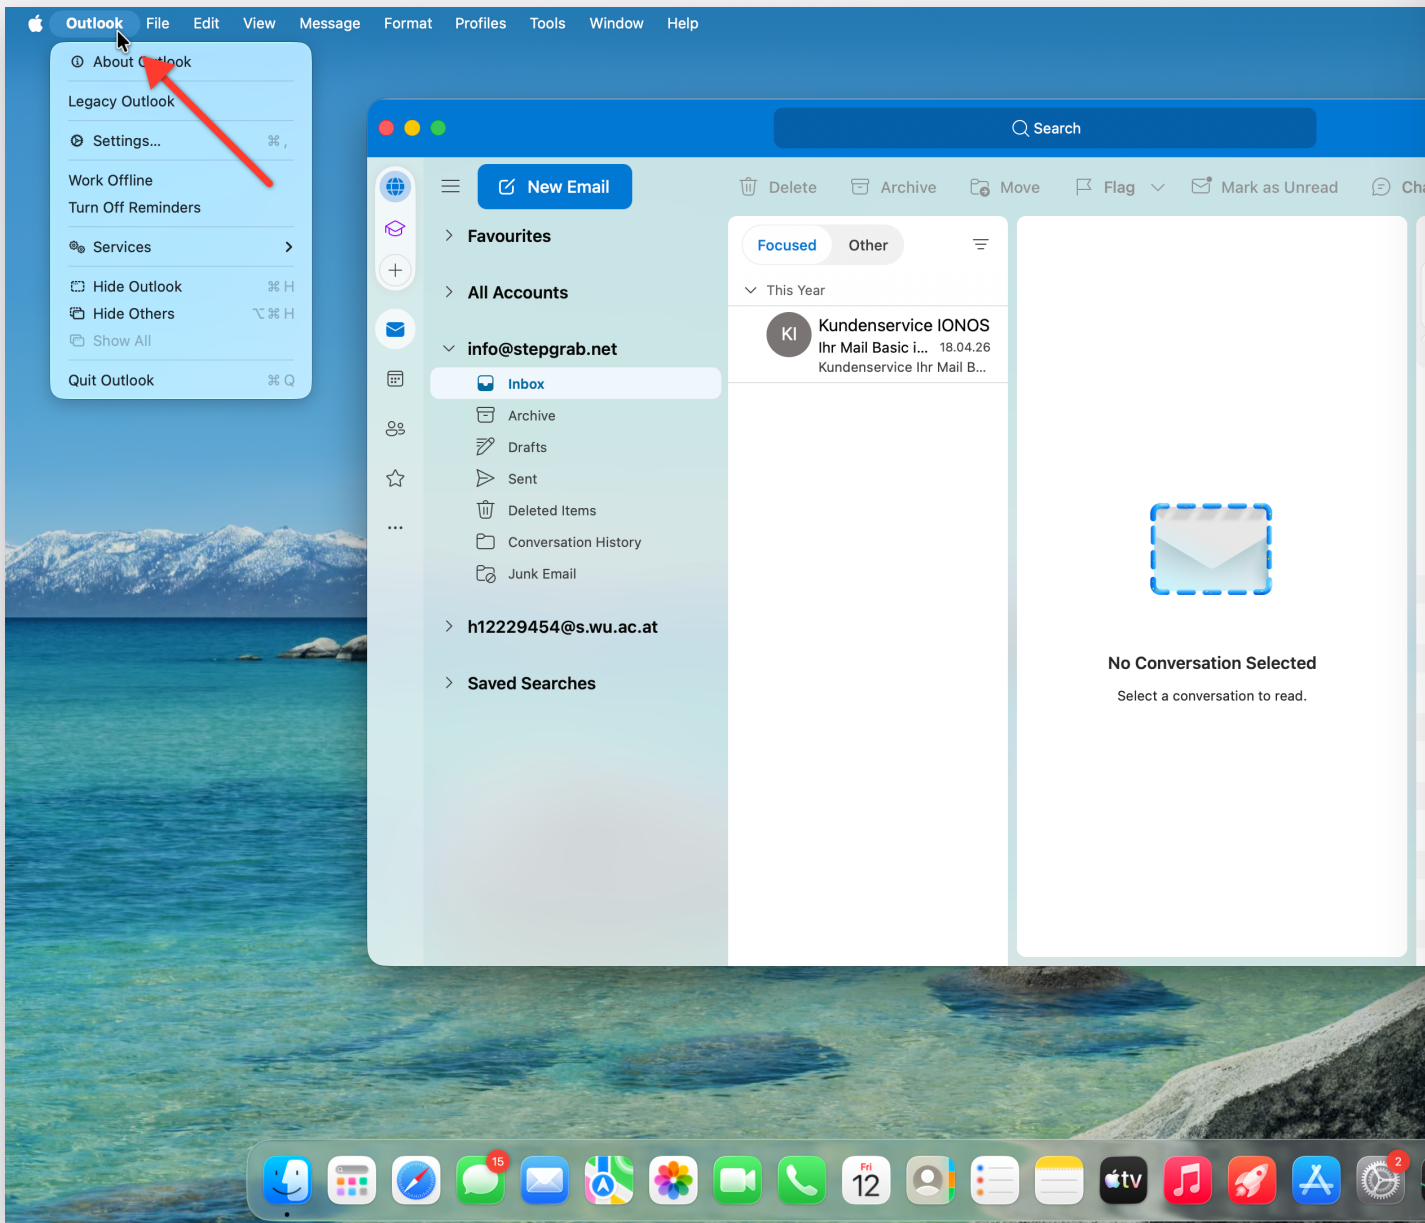 Outlook File Edit View Message Format Profiles Tools Window Help
About Outlook
Legacy Outlook
Settings... ⌘ ,
Work Offline
Turn Off Reminders
Services
Hide Outlook ⌘ H
Hide Others ⌥ ⌘ H
Show All
Quit Outlook ⌘ Q
Search
New Email
Delete Archive Move Flag Mark as Unread
Favourites
All Accounts
info@stepgrab.net
Inbox
Archive
Drafts
Sent
Deleted Items
Conversation History
Junk Email
h12229454@s.wu.ac.at
Saved Searches
Focused Other
This Year
KI
Kundenservice IONOS
Ihr Mail Basic i... 18.04.26
Kundenservice Ihr Mail B...
No Conversation Selected
Select a conversation to read.
15
Fri
12
tv
2